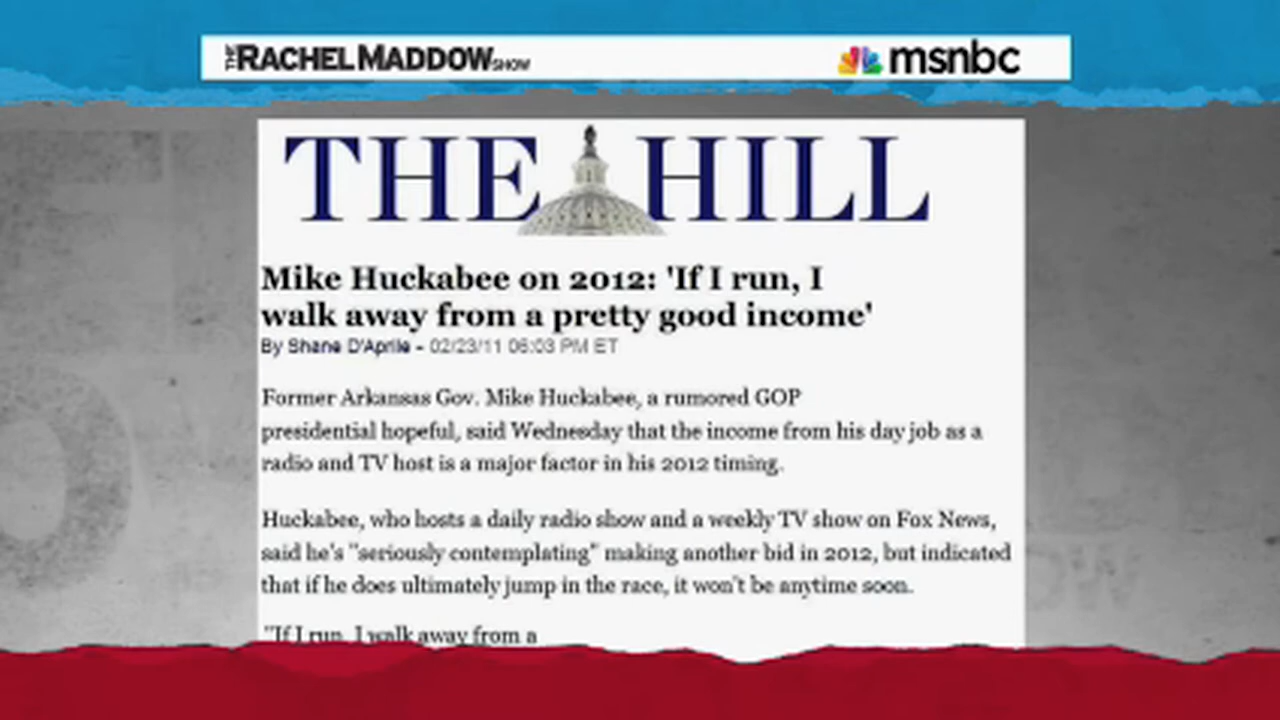 THE RACHEL MADDOW SHOW
msnbc
THE HILL
Mike Huckabee on 2012: 'If I run, I
walk away from a pretty good income'
By Shane D'Aprile - 02/23/11 06:03 PM ET
Former Arkansas Gov. Mike Huckabee, a rumored GOP
presidential hopeful, said Wednesday that the income from his day job as a
radio and TV host is a major factor in his 2012 timing.
Huckabee, who hosts a daily radio show and a weekly TV show on Fox News,
said he's "seriously contemplating" making another bid in 2012, but indicated
that if he does ultimately jump in the race, it won't be anytime soon.
"If I run, I walk away from a